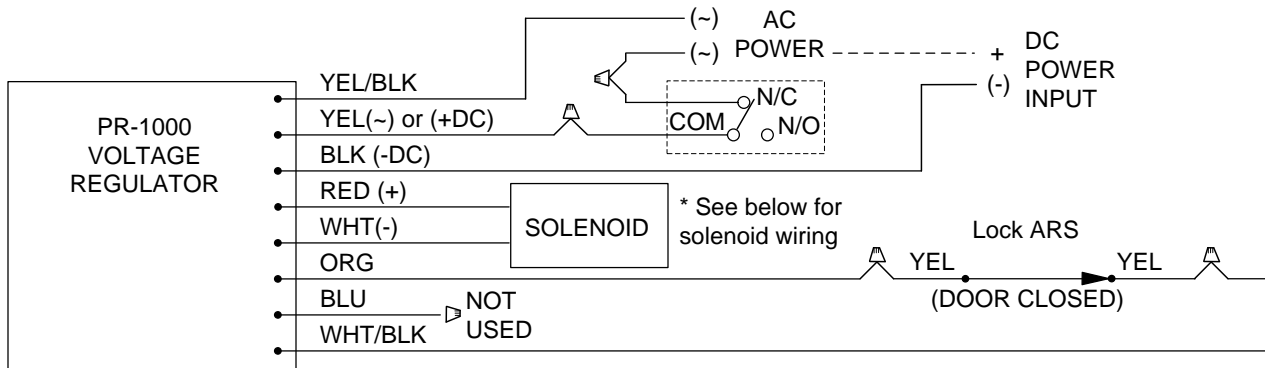 PR-1000
VOLTAGE
REGULATOR
YEL/BLK
YEL(~) or (+DC)
BLK (-DC)
RED (+)
WHT(-)
ORG
BLU
WHT/BLK
(~)
(~)
AC
POWER
+
(-)
DC
POWER
INPUT
N/C
COM
N/O
SOLENOID
* See below for
solenoid wiring
NOT
USED
Lock ARS
YEL
YEL
(DOOR CLOSED)